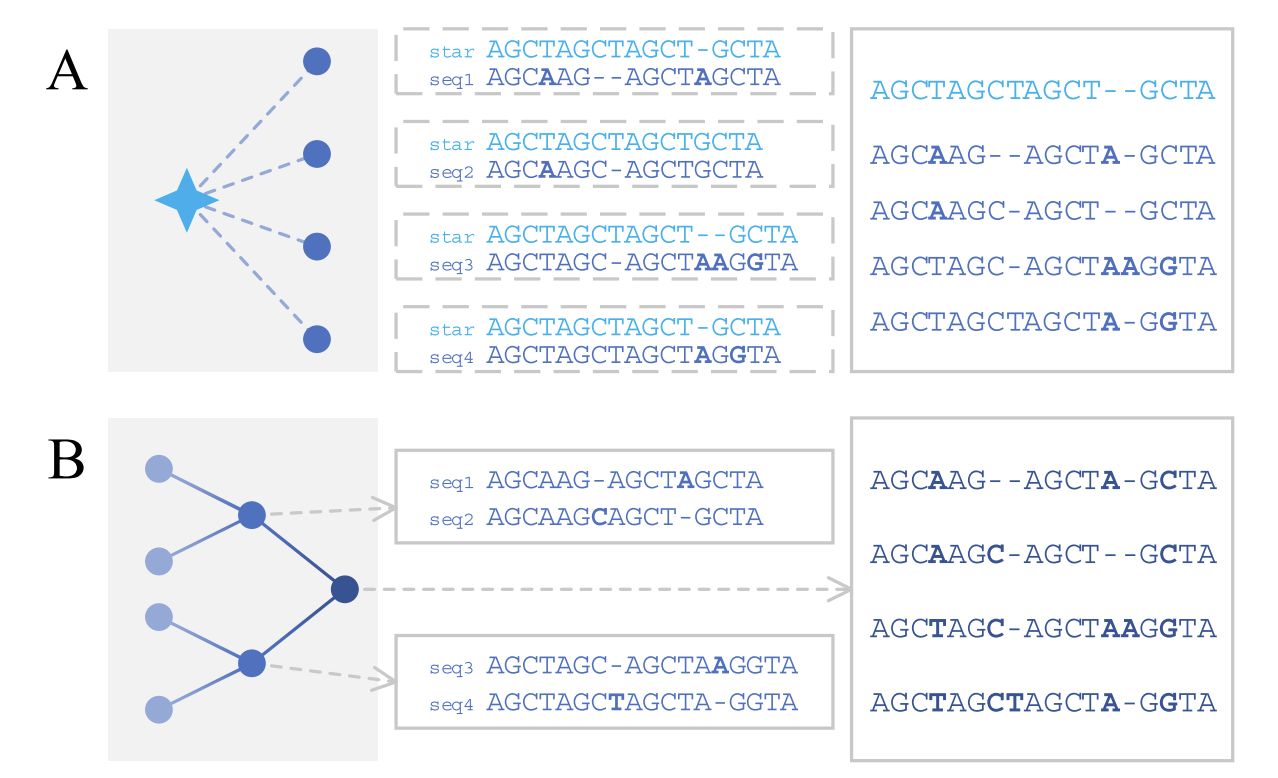 A
star AGCTAGCTAGCT-GCTA
seq1 AGCAAG--AGCTAGCTA
star AGCTAGCTAGCTGCTA
seq2 AGCAAGC-AGCTGCTA
star AGCTAGCTAGCT--GCTA
seq3 AGCTAGC-AGCTAAGGTA
star AGCTAGCTAGCT-GCTA
seq4 AGCTAGCTAGCTAGGTA
AGCTAGCTAGCT--GCTA
AGCAAG--AGCTA-GCTA
AGCAAGC-AGCT--GCTA
AGCTAGC-AGCTAAGGTA
AGCTAGCTAGCTA-GGTA
B
seq1 AGCAAG-AGCTAGCTA
seq2 AGCAAGCAGCT-GCTA
seq3 AGCTAGC-AGCTAAGGTA
seq4 AGCTAGCTAGCTA-GGTA
AGCAAG--AGCTA-GCTA
AGCAAGC-AGCT--GCTA
AGCTAGC-AGCTAAGGTA
AGCTAGCTAGCTA-GGTA